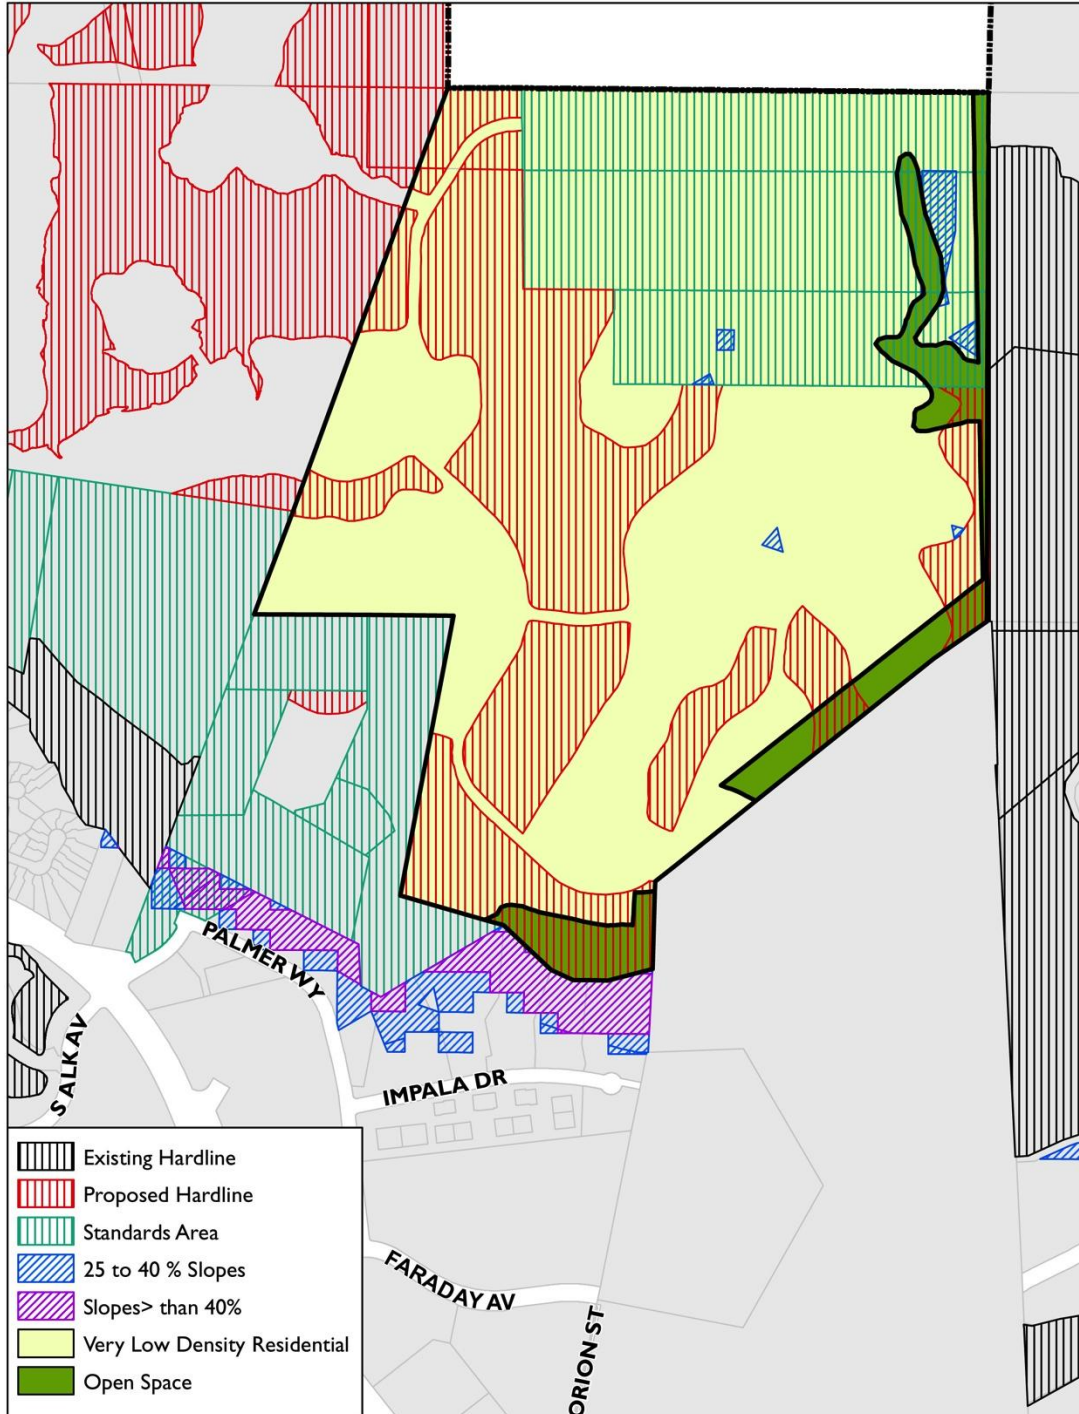 PALMER WY
S ALK AV
IMPALA DR
FARADAY AV
ORION ST
Existing Hardline
Proposed Hardline
Standards Area
25 to 40 % Slopes
Slopes> than 40%
Very Low Density Residential
Open Space